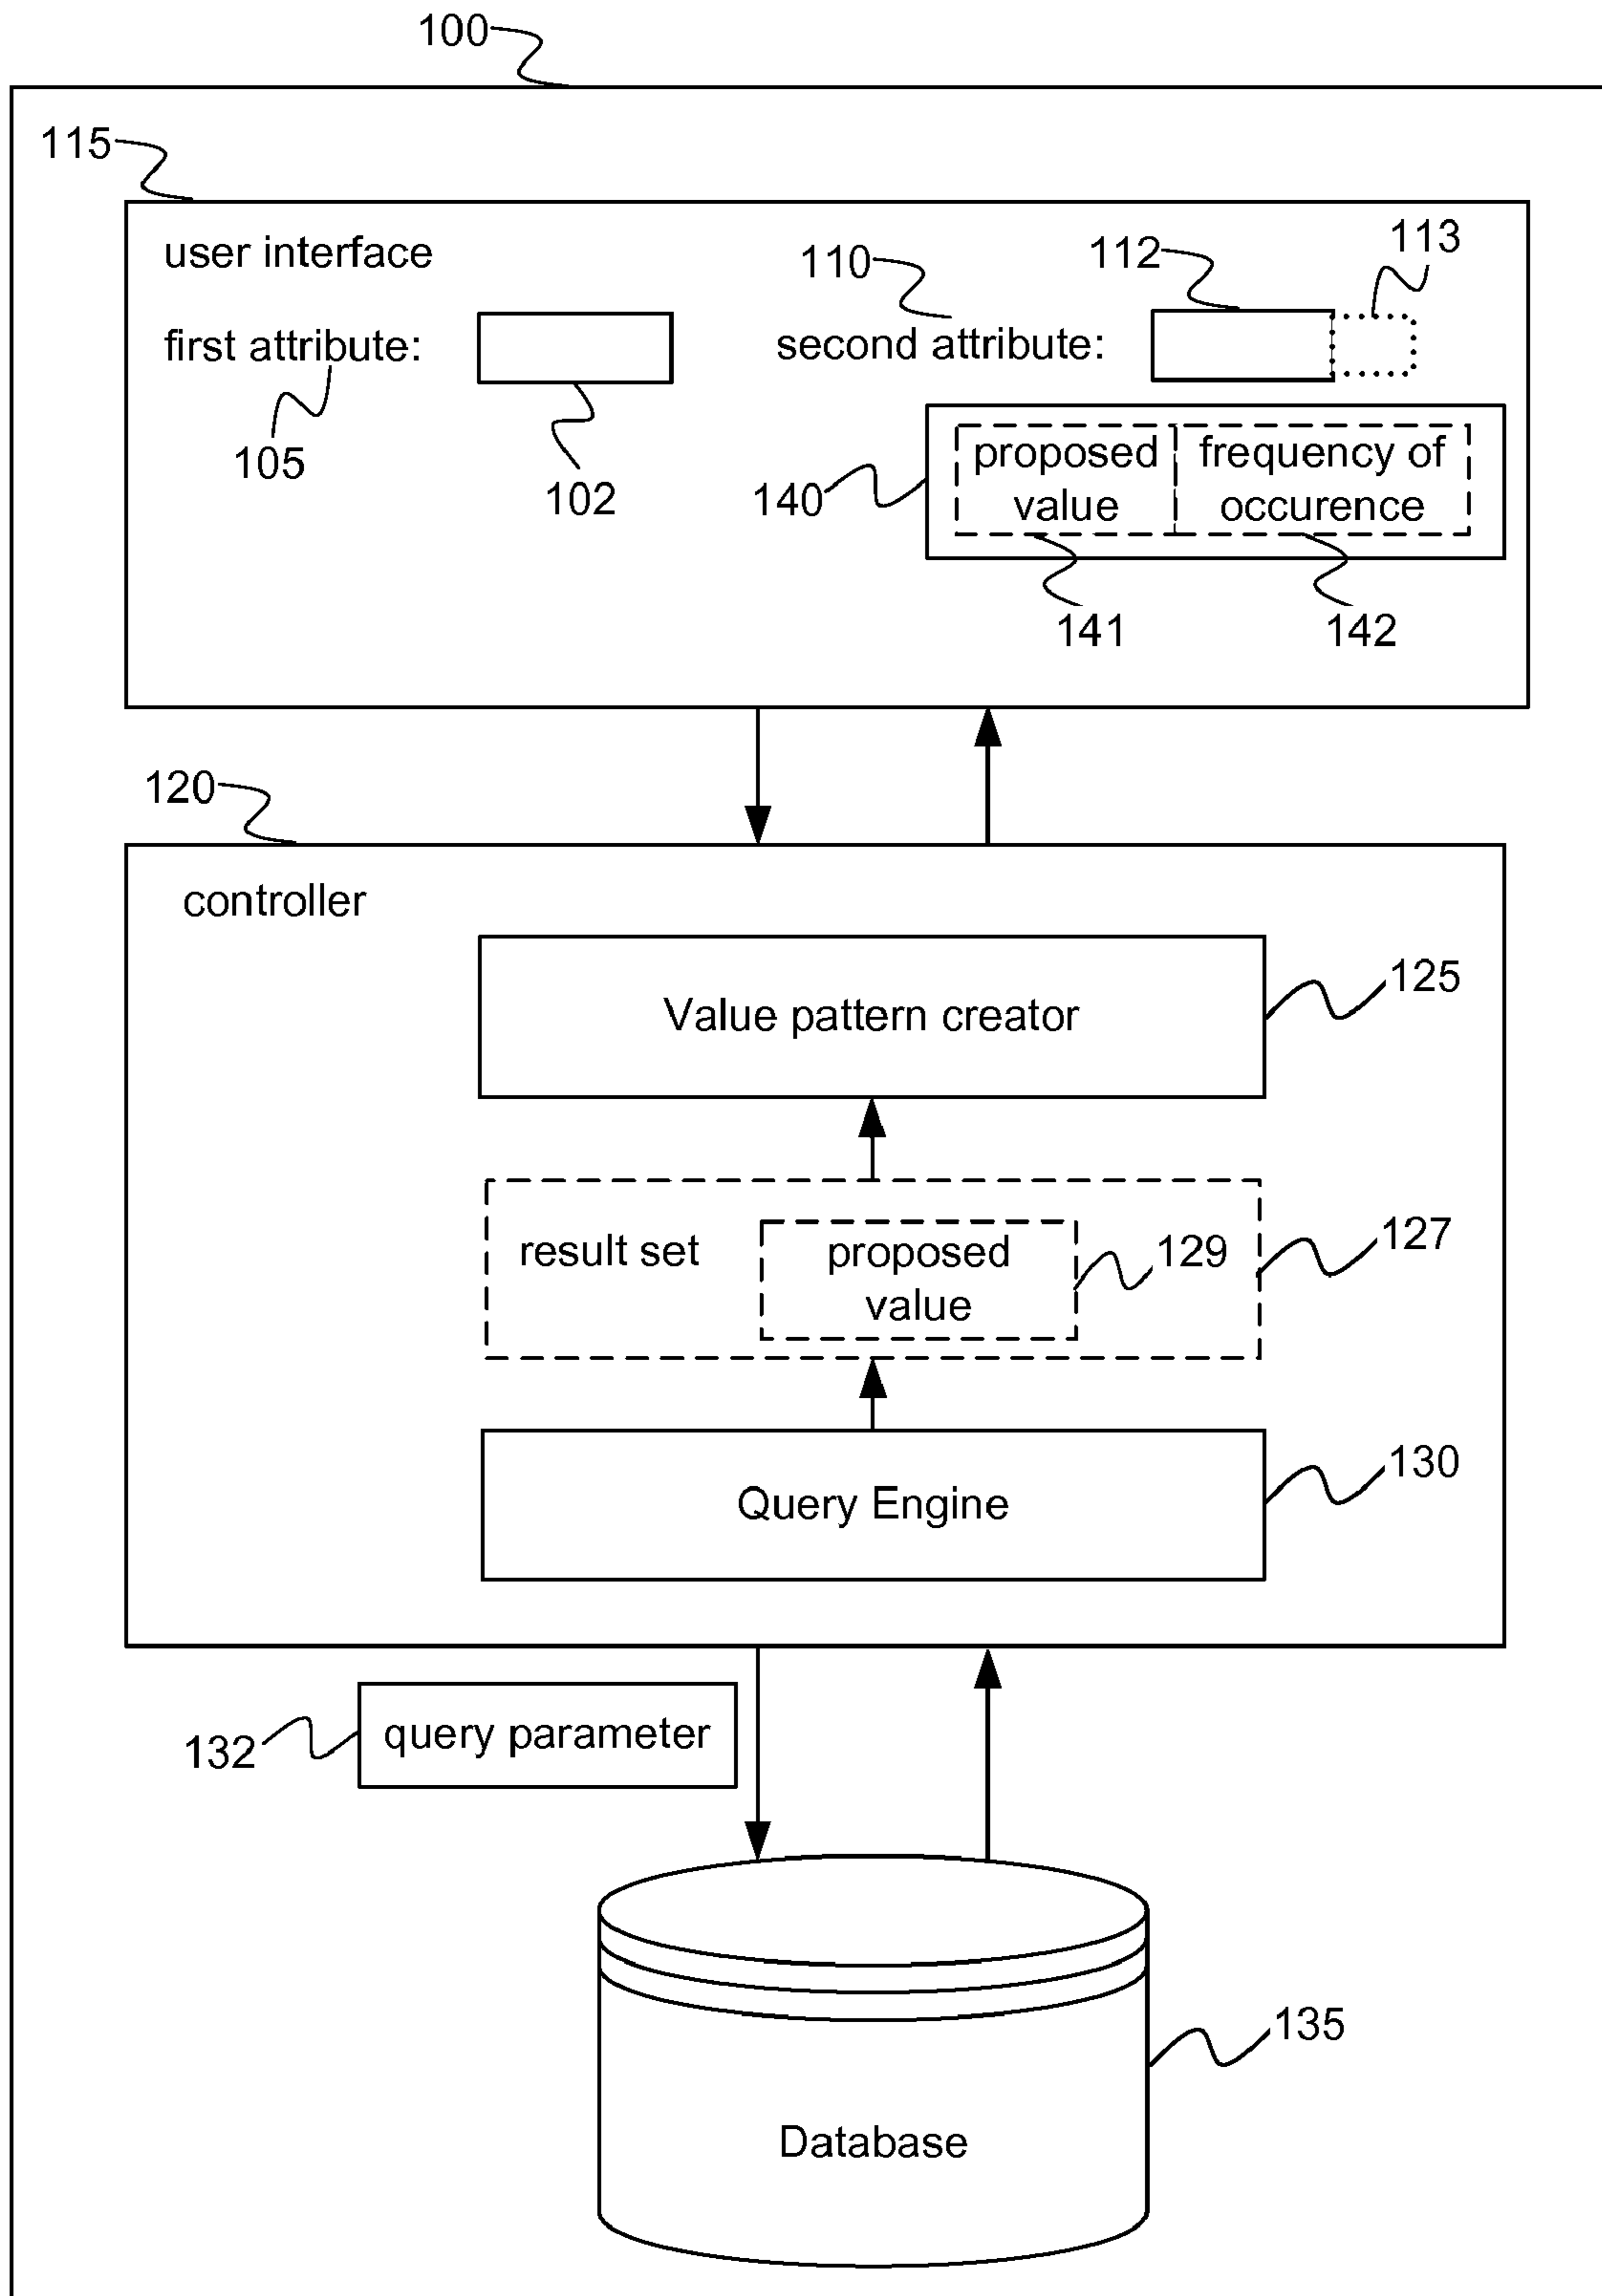 100
115
user interface
110
112
113
first attribute:
second attribute:
105
102
140
proposed
value
frequency of
occurence
141
142
120
controller
Value pattern creator
125
result set
proposed
value
129
127
Query Engine
130
132
query parameter
135
Database